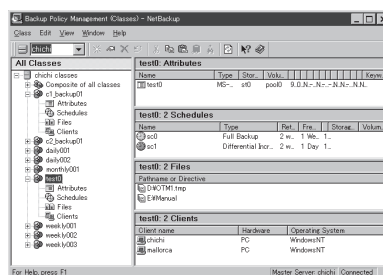 Backup Policy Management (Classes) - NetBackup
Class Edit View Window Help
chichi
All Classes
chichi classes
Composite of all classes
c1_backup01
Attributes
Schedules
Files
Clients
c2_backup01
daily001
daily002
monthly001
test0
Attributes
Schedules
Files
Clients
weekly001
weekly002
weekly003
test0: Attributes
Name Type Stor.. Volu.. Keyw
test0 MS-.. st0 pool0
test0: 2 Schedules
Name Type Ret.. Fre.. Storag.. Volum
sc0 Full Backup 2 w.. 1 We.. 1..
sc1 Differential Incr.. 2 w.. 1 Day 1..
test0: 2 Files
Pathname or Directive
D:¥OTM1.tmp
E:¥Manual
test0: 2 Clients
Client name Hardware Operating System
chichi PC WindowsNT
mallorca PC WindowsNT
For Help, press F1
Master Server: chichi Connected